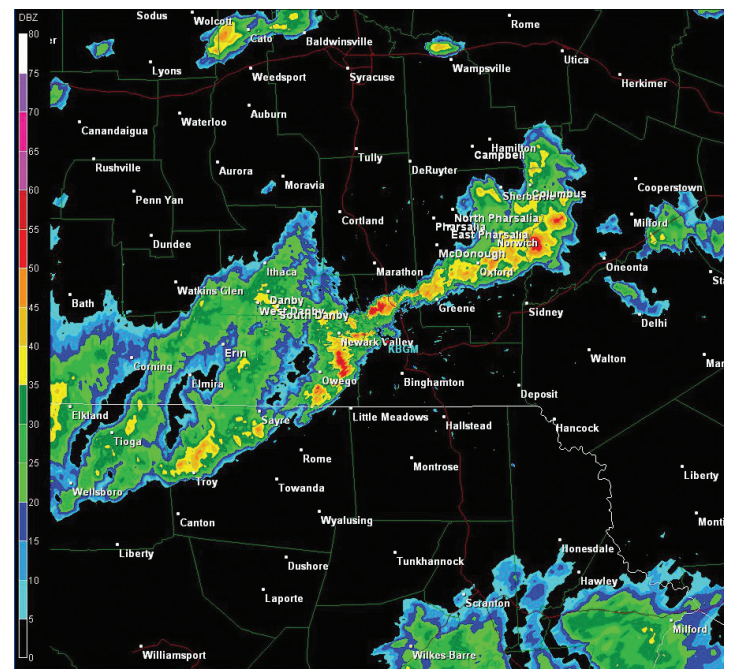 DBZ
80
75
70
65
60
55
50
45
40
35
30
25
20
15
10
5
0
Sodus
Wolcott
Rome
er
Cato
Baldwinsville
Lyons
Weedsport
Syracuse
Wampsville
Utica
Herkimer
Auburn
Waterloo
Canandaigua
Tully
Hamilton
Campbell
Rushville
Aurora
DeRuyter
Moravia
Penn Yan
Columbus
Cooperstown
Cortland
North Pharsalia
Milford
Pharsalia
East Pharsalia
Norwich
Dundee
McDonough
Ithaca
Marathon
Oxford
Oneonta
Sta
Watkins Glen
Bath
Danby
West Danby
South Danby
Greene
Sidney
Delhi
Newark Valley
KBGM
Erin
Corning
Walton
Mar
Elmira
Owego
Binghamton
Deposit
Elkland
Sayre
Little Meadows
Hallstead
Hancock
Tioga
Rome
Montrose
Liberty
Wellsboro
Troy
Towanda
Canton
Wyalusing
Monti
Liberty
Dushore
Tunkhannock
Honesdale
Hawley
Laporte
Scranton
Milford
Williamsport
Wilkes-Barre